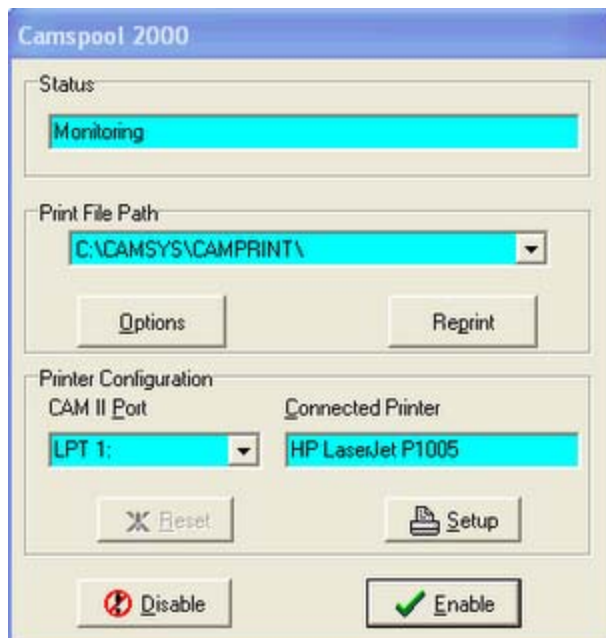 Camspool 2000
Status
Monitoring
Print File Path
C:\CAMSYS\CAMPRINT\
Options Reprint
Printer Configuration
CAM II Port Connected Printer
LPT 1: HP LaserJet P1005
Reset Setup
Disable Enable